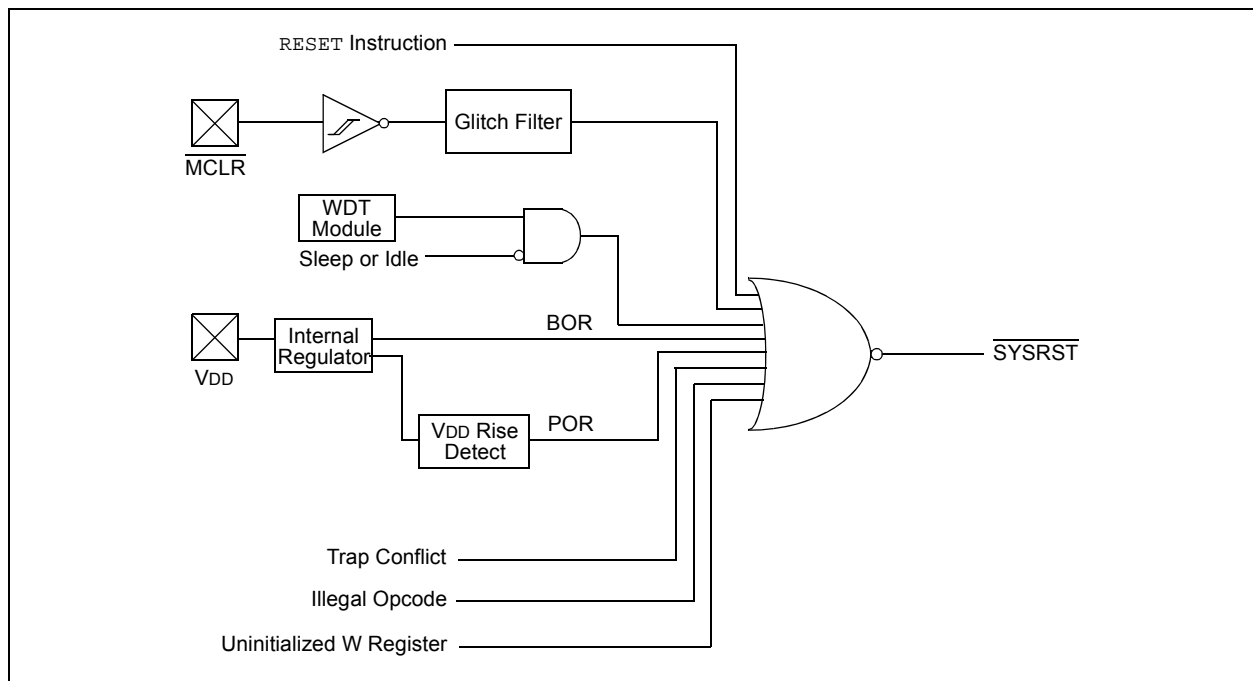 RESET Instruction
Glitch Filter
MCLR
WDT
Module
Sleep or Idle
BOR
Internal
Regulator
SYSRST
VDD
POR
VDD Rise
Detect
Trap Conflict
Illegal Opcode
Uninitialized W Register